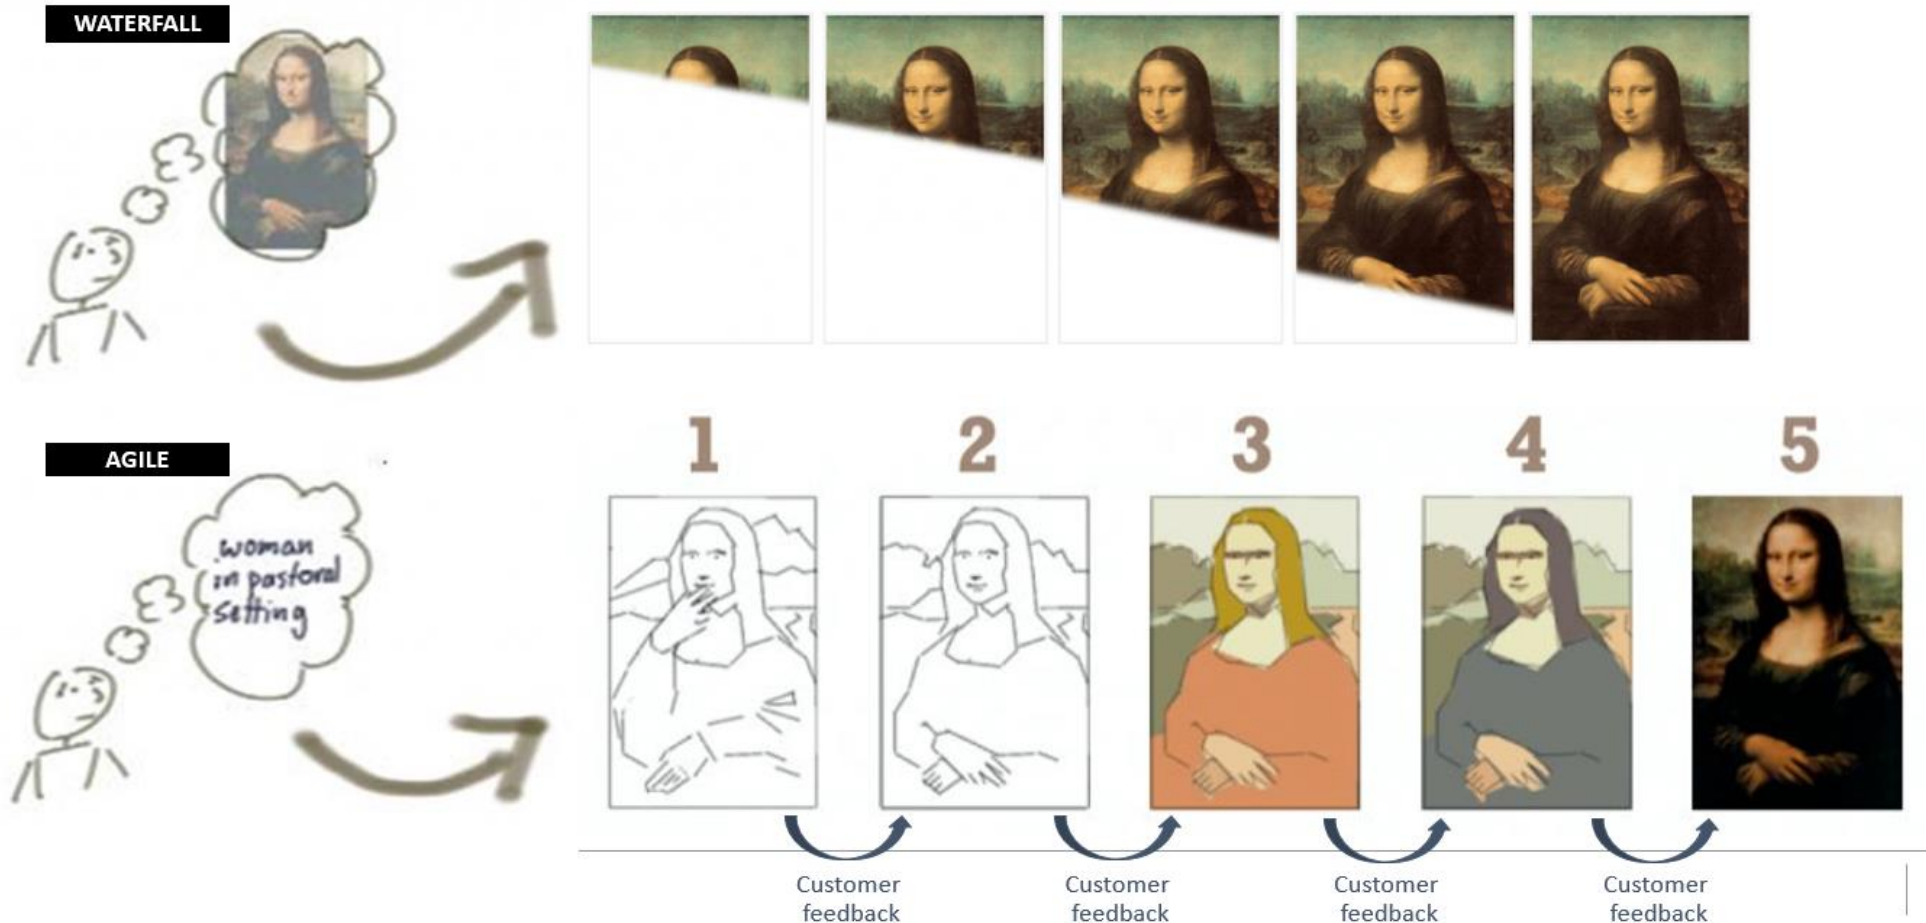 WATERFALL
AGILE
woman
in pastoral
setting
1 2 3 4 5
Customer
feedback
Customer
feedback
Customer
feedback
Customer
feedback